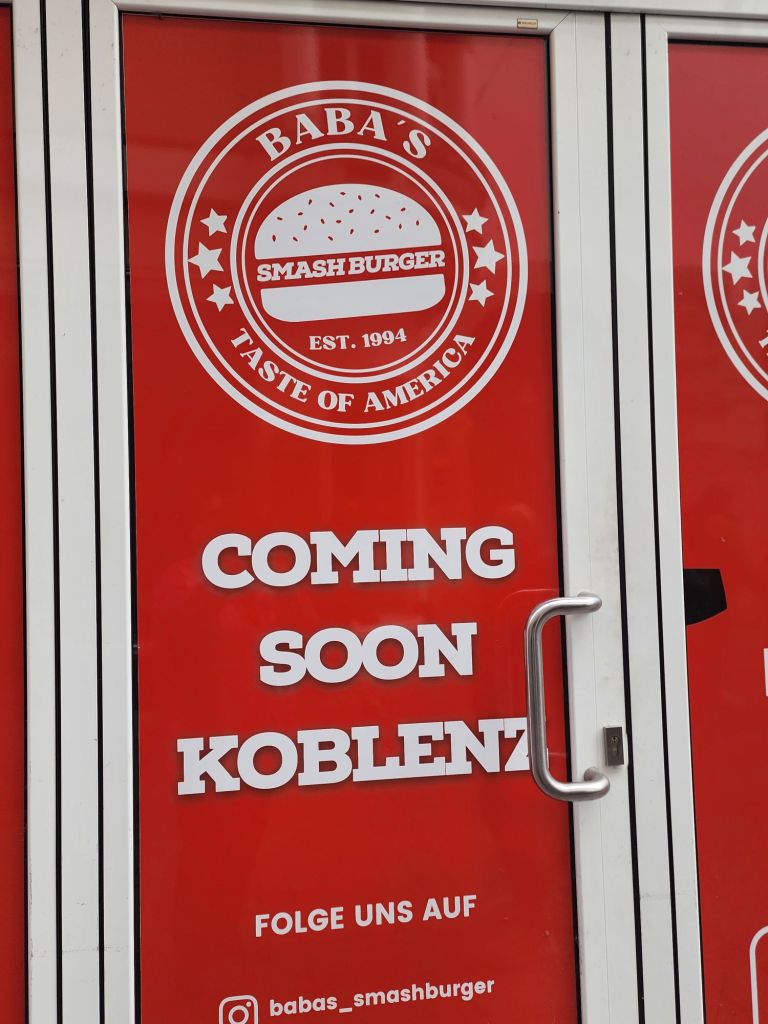 BABA´S
SMASH BURGER
EST. 1994
TASTE OF AMERICA
COMING
SOON
KOBLENZ
FOLGE UNS AUF
babas_smashburger